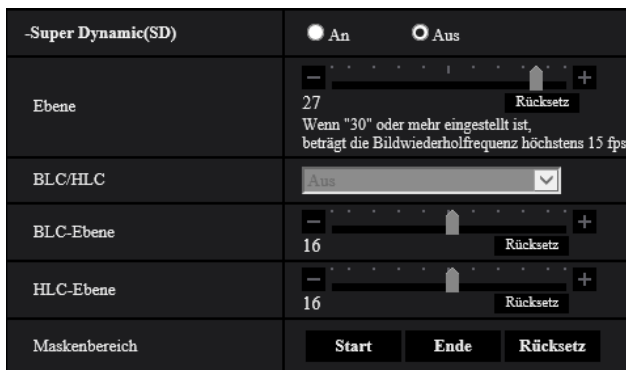 -Super Dynamic(SD) An Aus
Ebene
27 Rücksetz
Wenn "30" oder mehr eingestellt ist,
beträgt die Bildwiederholfrequenz höchstens 15 fps
BLC/HLC Aus
BLC-Ebene
16 Rücksetz
HLC-Ebene
16 Rücksetz
Maskenbereich Start Ende Rücksetz